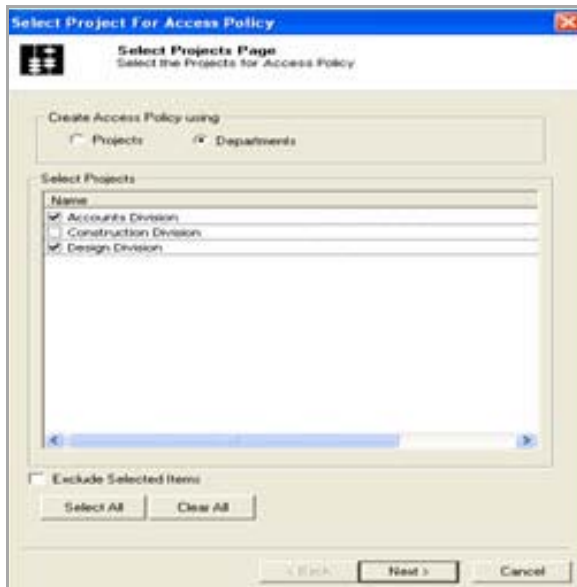 Select Project For Access Policy
Select Projects Page
Select the Projects for Access Policy
Create Access Policy using
Projects
Departments
Select Projects
Name
Accounts Division
Construction Division
Design Division
Exclude Selected Items
Select All
Clear All
< Back
Next >
Cancel